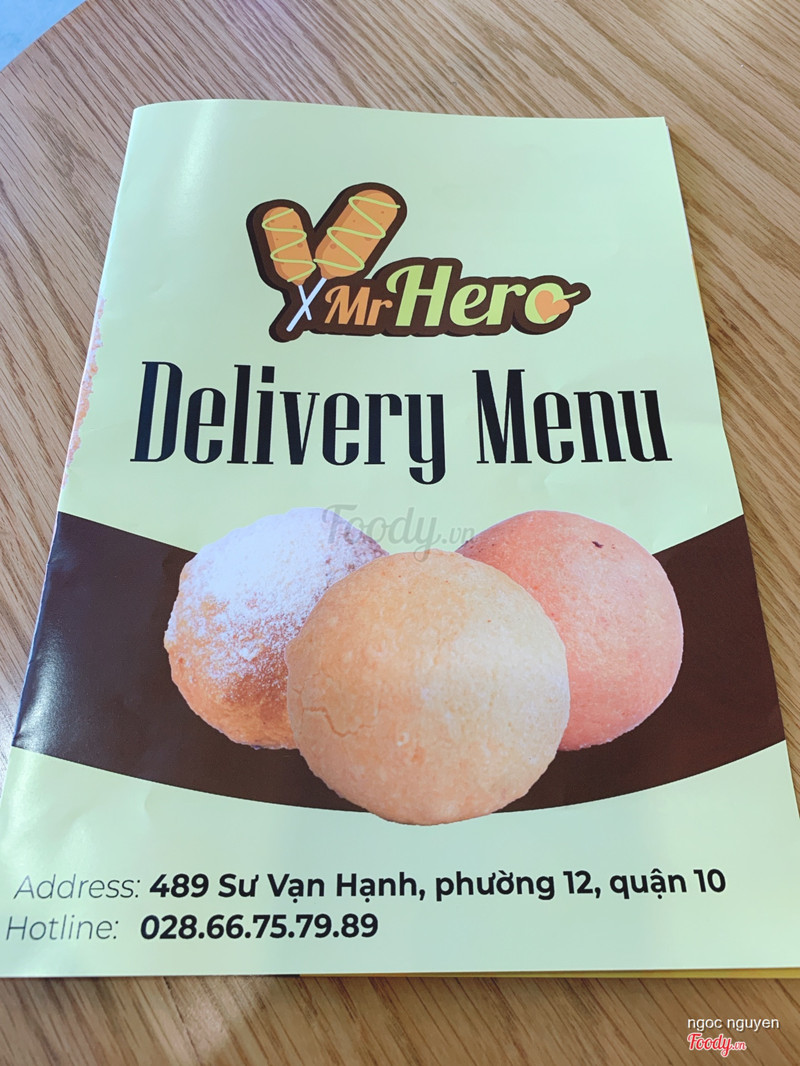 Mr Hero
Delivery Menu
Foody.vn
Address: 489 Sư Vạn Hạnh, phường 12, quận 10
Hotline: 028.66.75.79.89
ngoc nguyen
Foody.vn